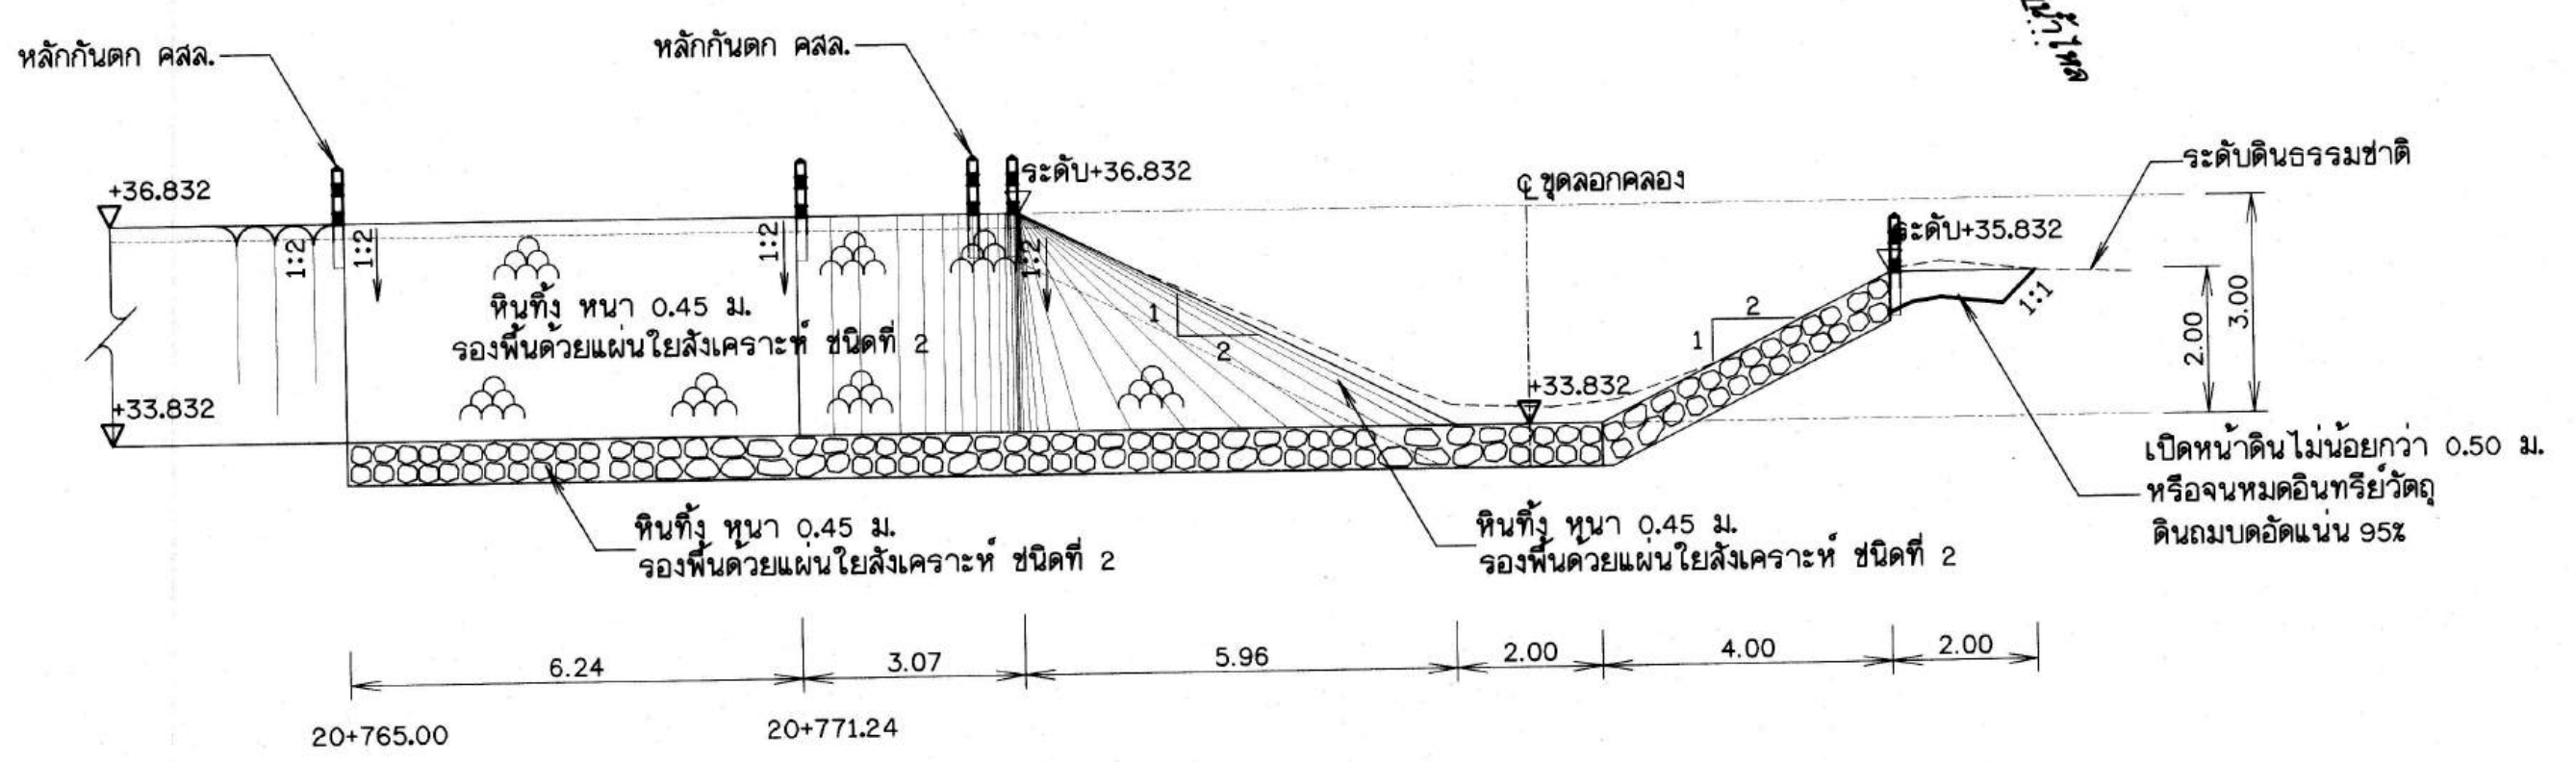 น้ำไหล
หลักกันตก คสล.
หลักกันตก คสล.
+36.832
ระดับ+36.832
℄ ขุดลอกคลอง
ระดับดินธรรมชาติ
ระดับ+35.832
1:2
1:2
1:2
1:2
หินทิ้ง หนา 0.45 ม.
รองพื้นด้วยแผ่นใยสังเคราะห์ ชนิดที่ 2
1
2
2
1
1:1
2.00
3.00
+33.832
+33.832
เปิดหน้าดินไม่น้อยกว่า 0.50 ม.
หรือจนหมดอินทรีย์วัตถุ
ดินถมบดอัดแน่น 95%
หินทิ้ง หนา 0.45 ม.
รองพื้นด้วยแผ่นใยสังเคราะห์ ชนิดที่ 2
หินทิ้ง หนา 0.45 ม.
รองพื้นด้วยแผ่นใยสังเคราะห์ ชนิดที่ 2
6.24
3.07
5.96
2.00
4.00
2.00
20+765.00
20+771.24